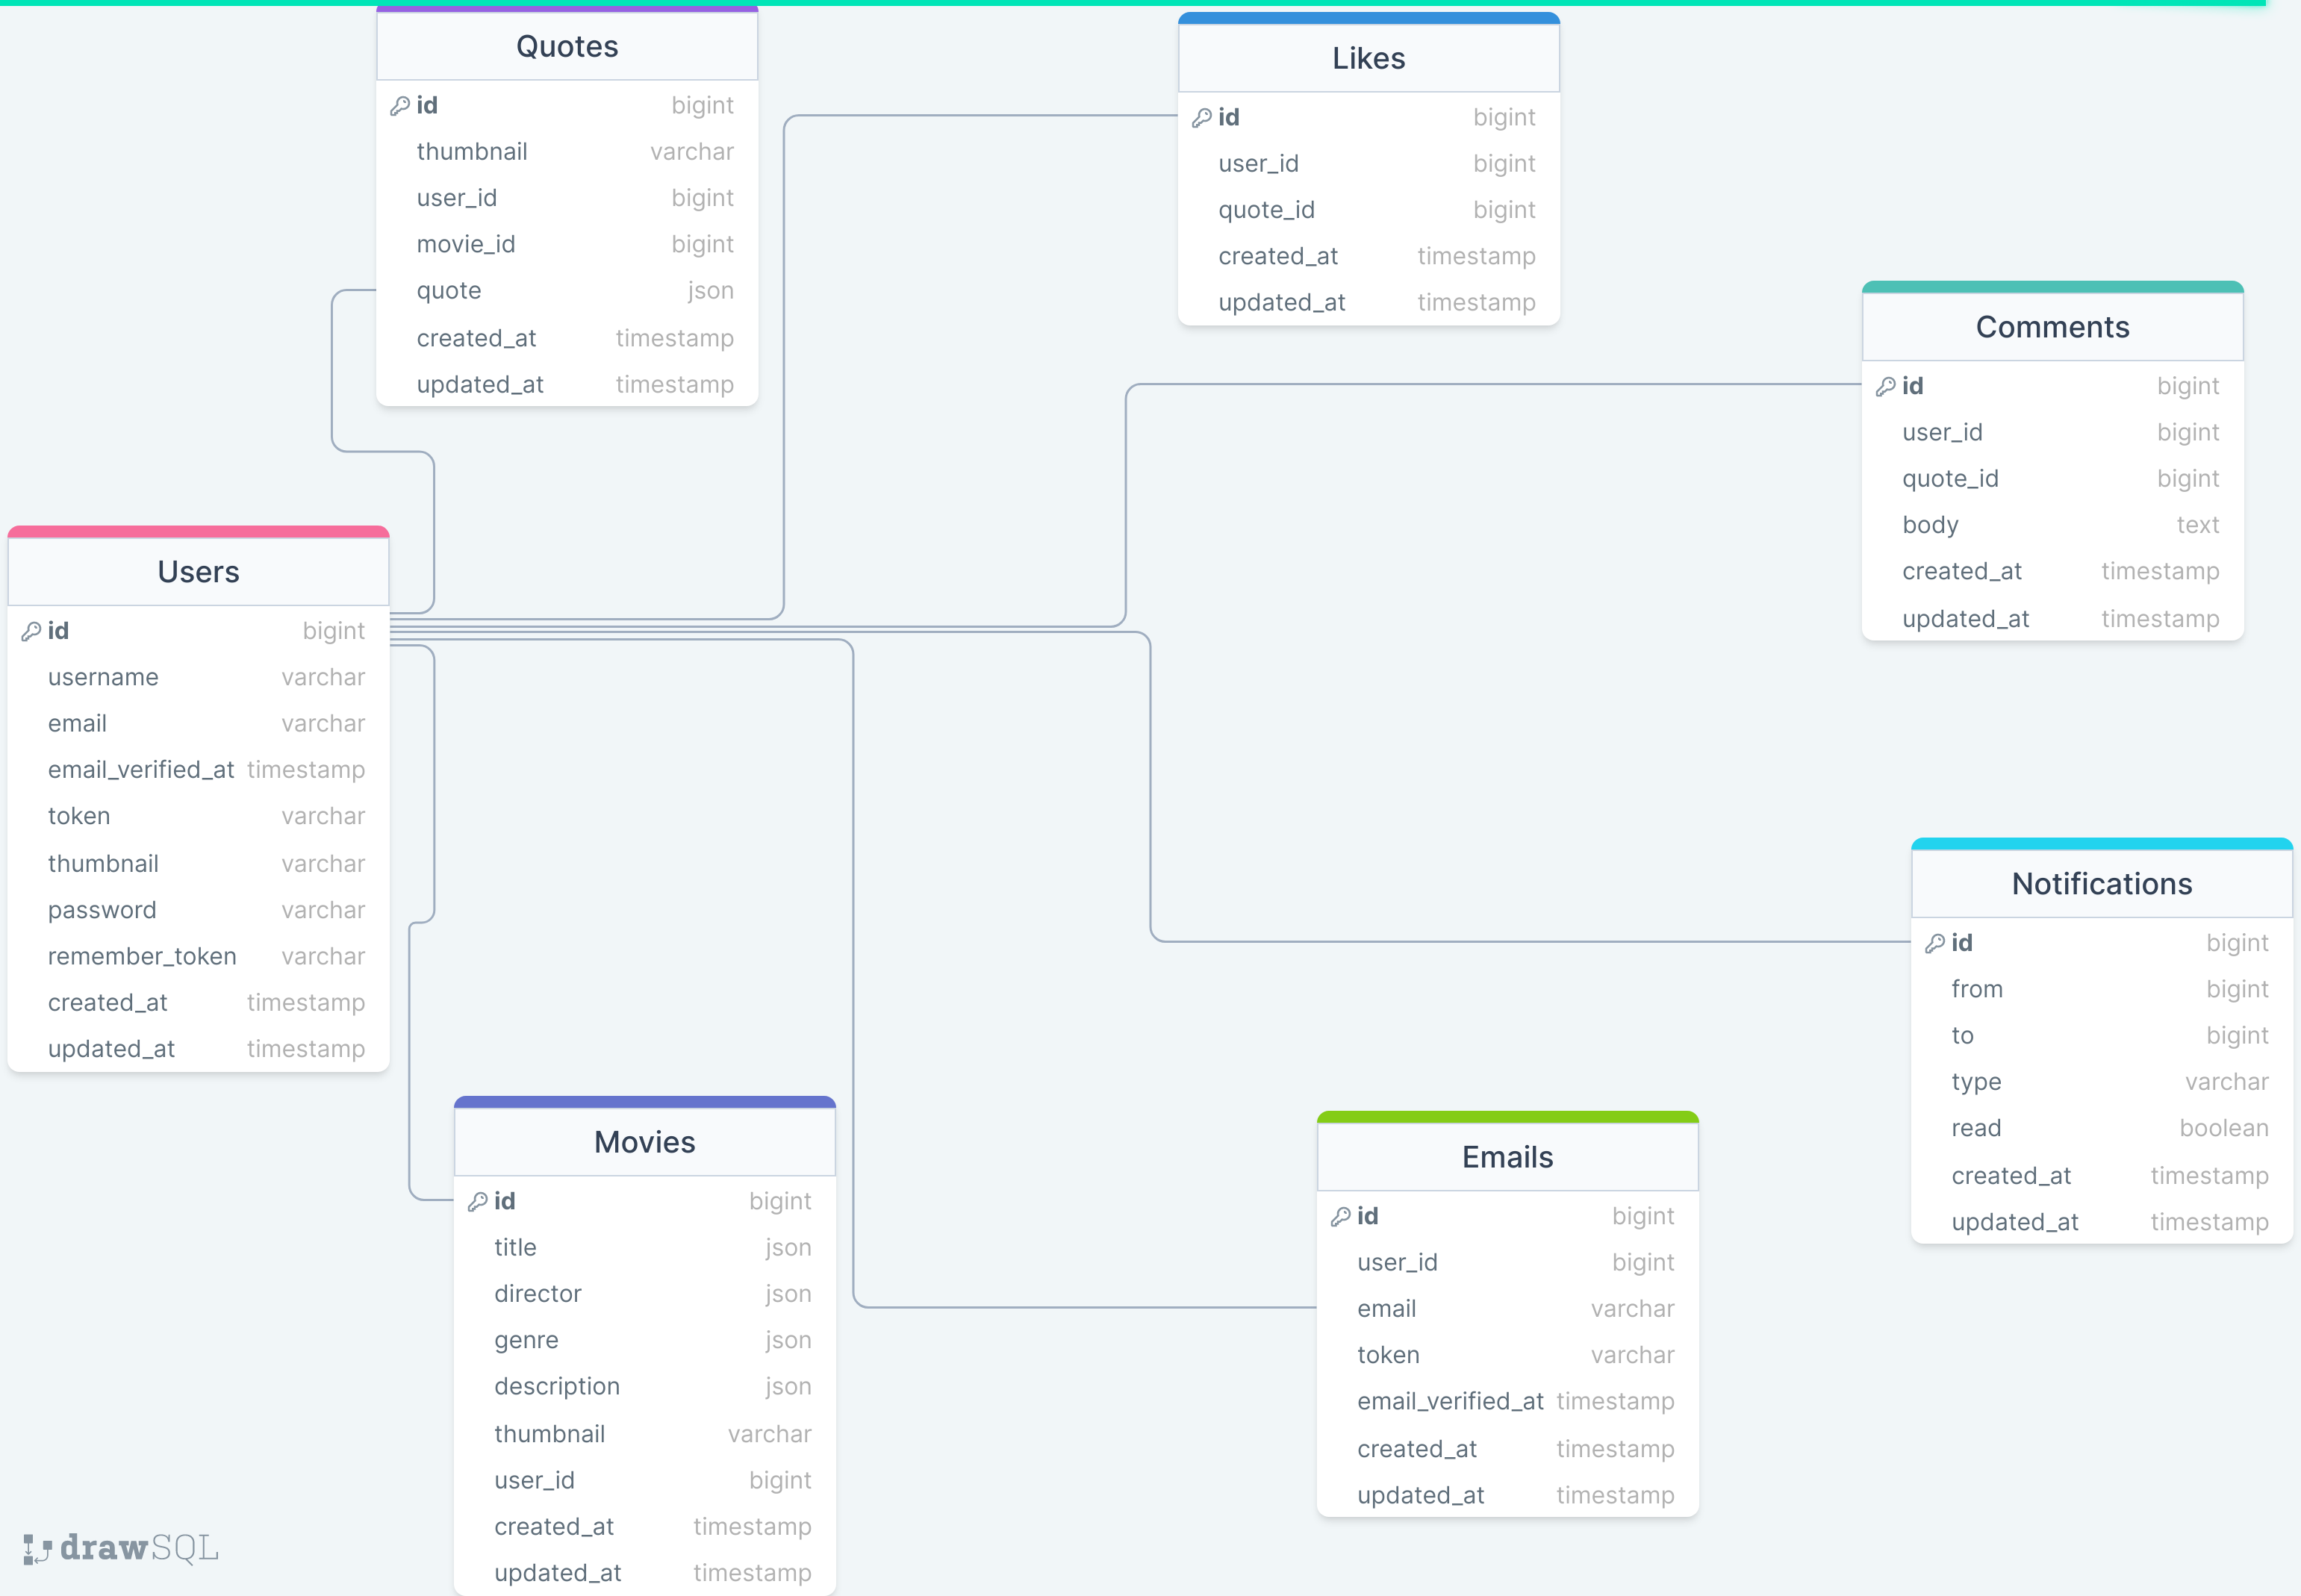 Quotes
id bigint
thumbnail varchar
user_id bigint
movie_id bigint
quote json
created_at timestamp
updated_at timestamp
Likes
id bigint
user_id bigint
quote_id bigint
created_at timestamp
updated_at timestamp
Comments
id bigint
user_id bigint
quote_id bigint
body text
created_at timestamp
updated_at timestamp
Users
id bigint
username varchar
email varchar
email_verified_at timestamp
token varchar
thumbnail varchar
password varchar
remember_token varchar
created_at timestamp
updated_at timestamp
Notifications
id bigint
from bigint
to bigint
type varchar
read boolean
created_at timestamp
updated_at timestamp
Movies
id bigint
title json
director json
genre json
description json
thumbnail varchar
user_id bigint
created_at timestamp
updated_at timestamp
Emails
id bigint
user_id bigint
email varchar
token varchar
email_verified_at timestamp
created_at timestamp
updated_at timestamp
drawSQL